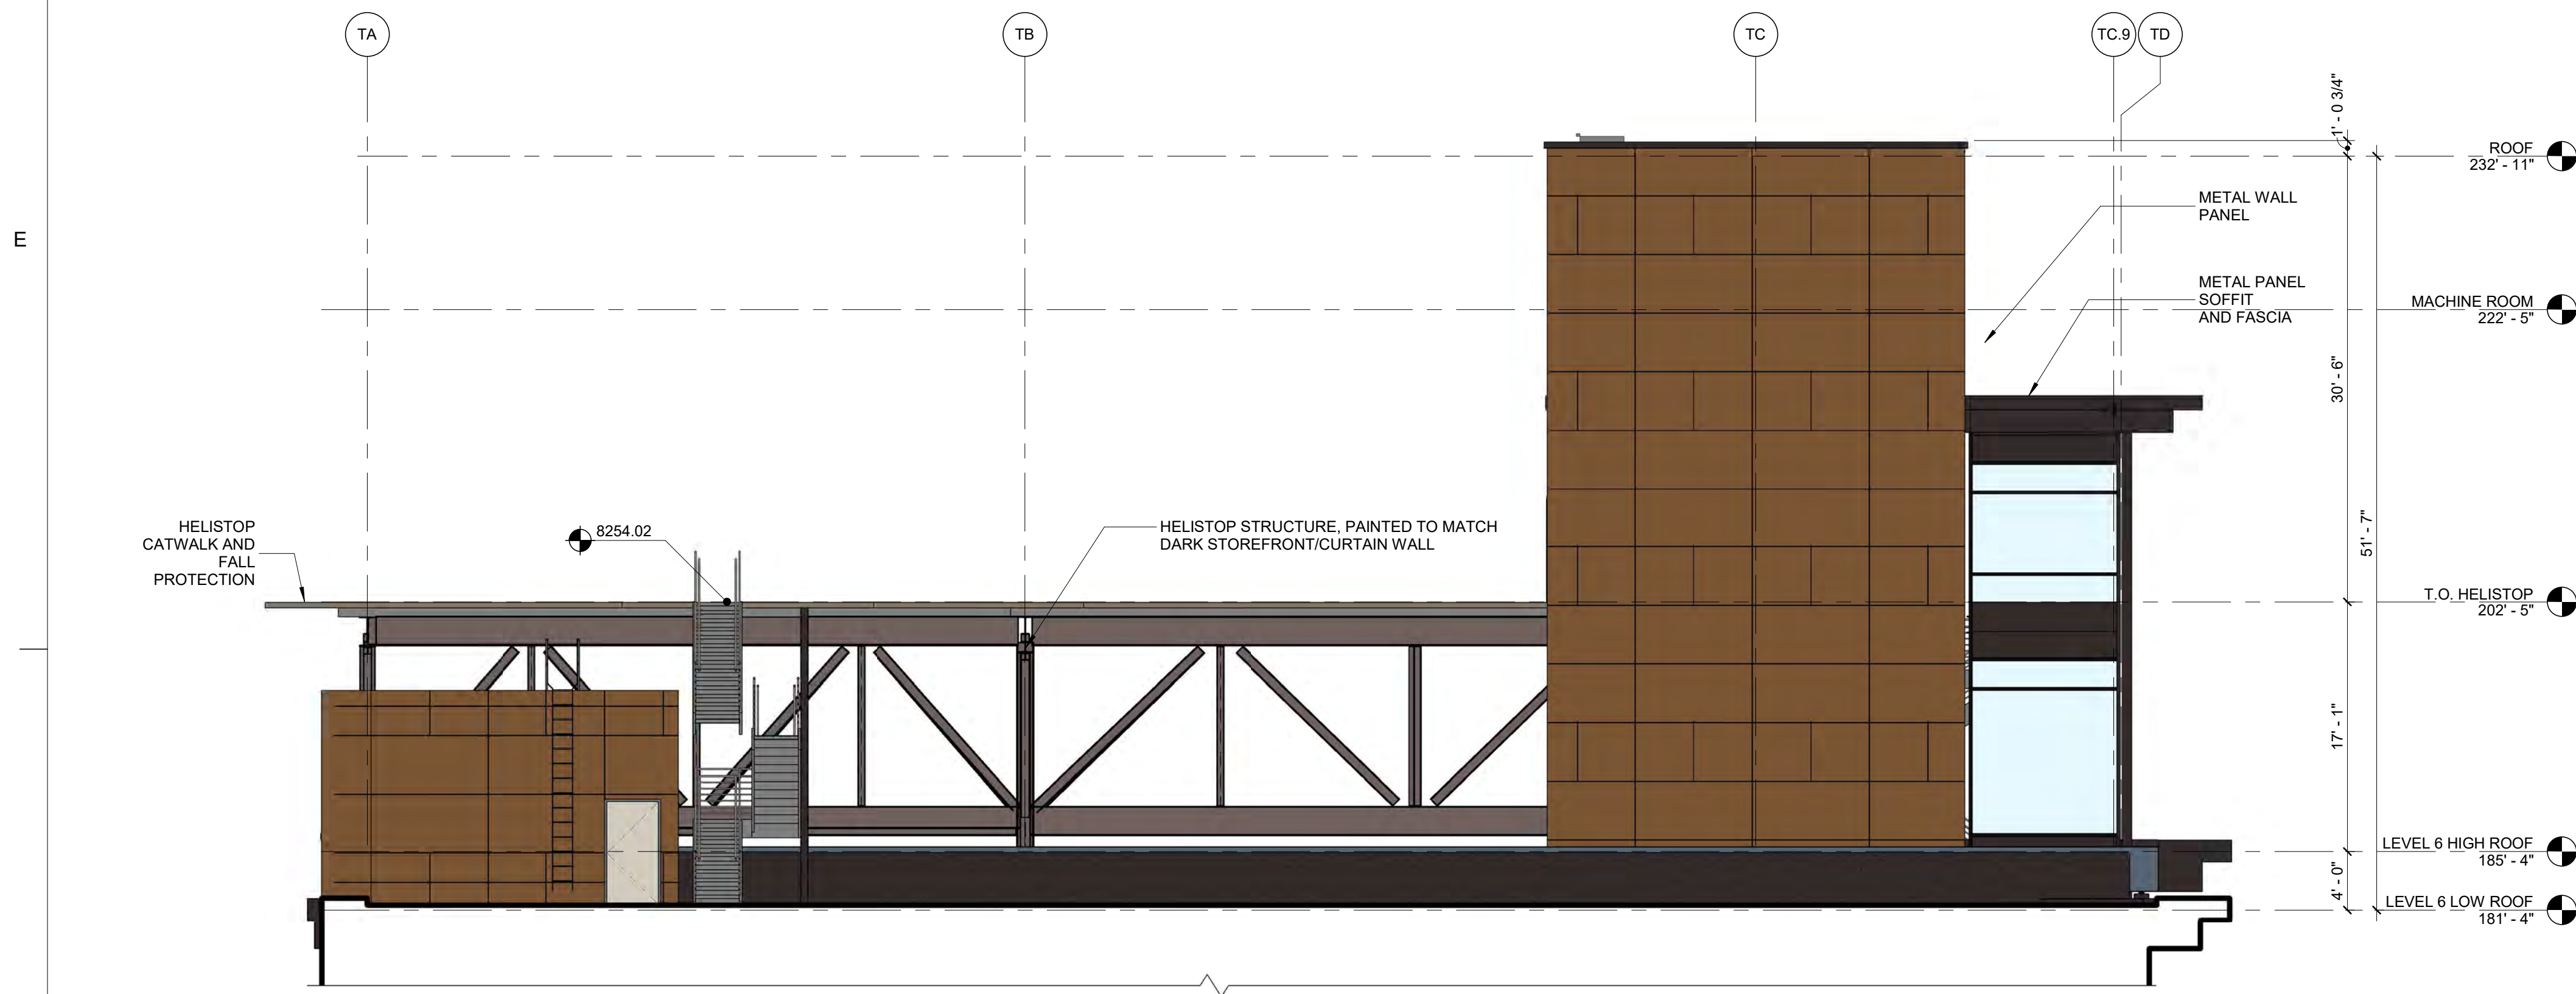 TA
TB
TC
TC.9
TD
1' - 0 3/4"
ROOF
232' - 11"
METAL WALL
PANEL
E
METAL PANEL
SOFFIT
AND FASCIA
MACHINE ROOM
222' - 5"
30' - 6"
51' - 7"
HELISTOP
CATWALK AND
FALL
PROTECTION
8254.02
HELISTOP STRUCTURE, PAINTED TO MATCH
DARK STOREFRONT/CURTAIN WALL
T.O. HELISTOP
202' - 5"
17' - 1"
LEVEL 6 HIGH ROOF
185' - 4"
4' - 0"
LEVEL 6 LOW ROOF
181' - 4"